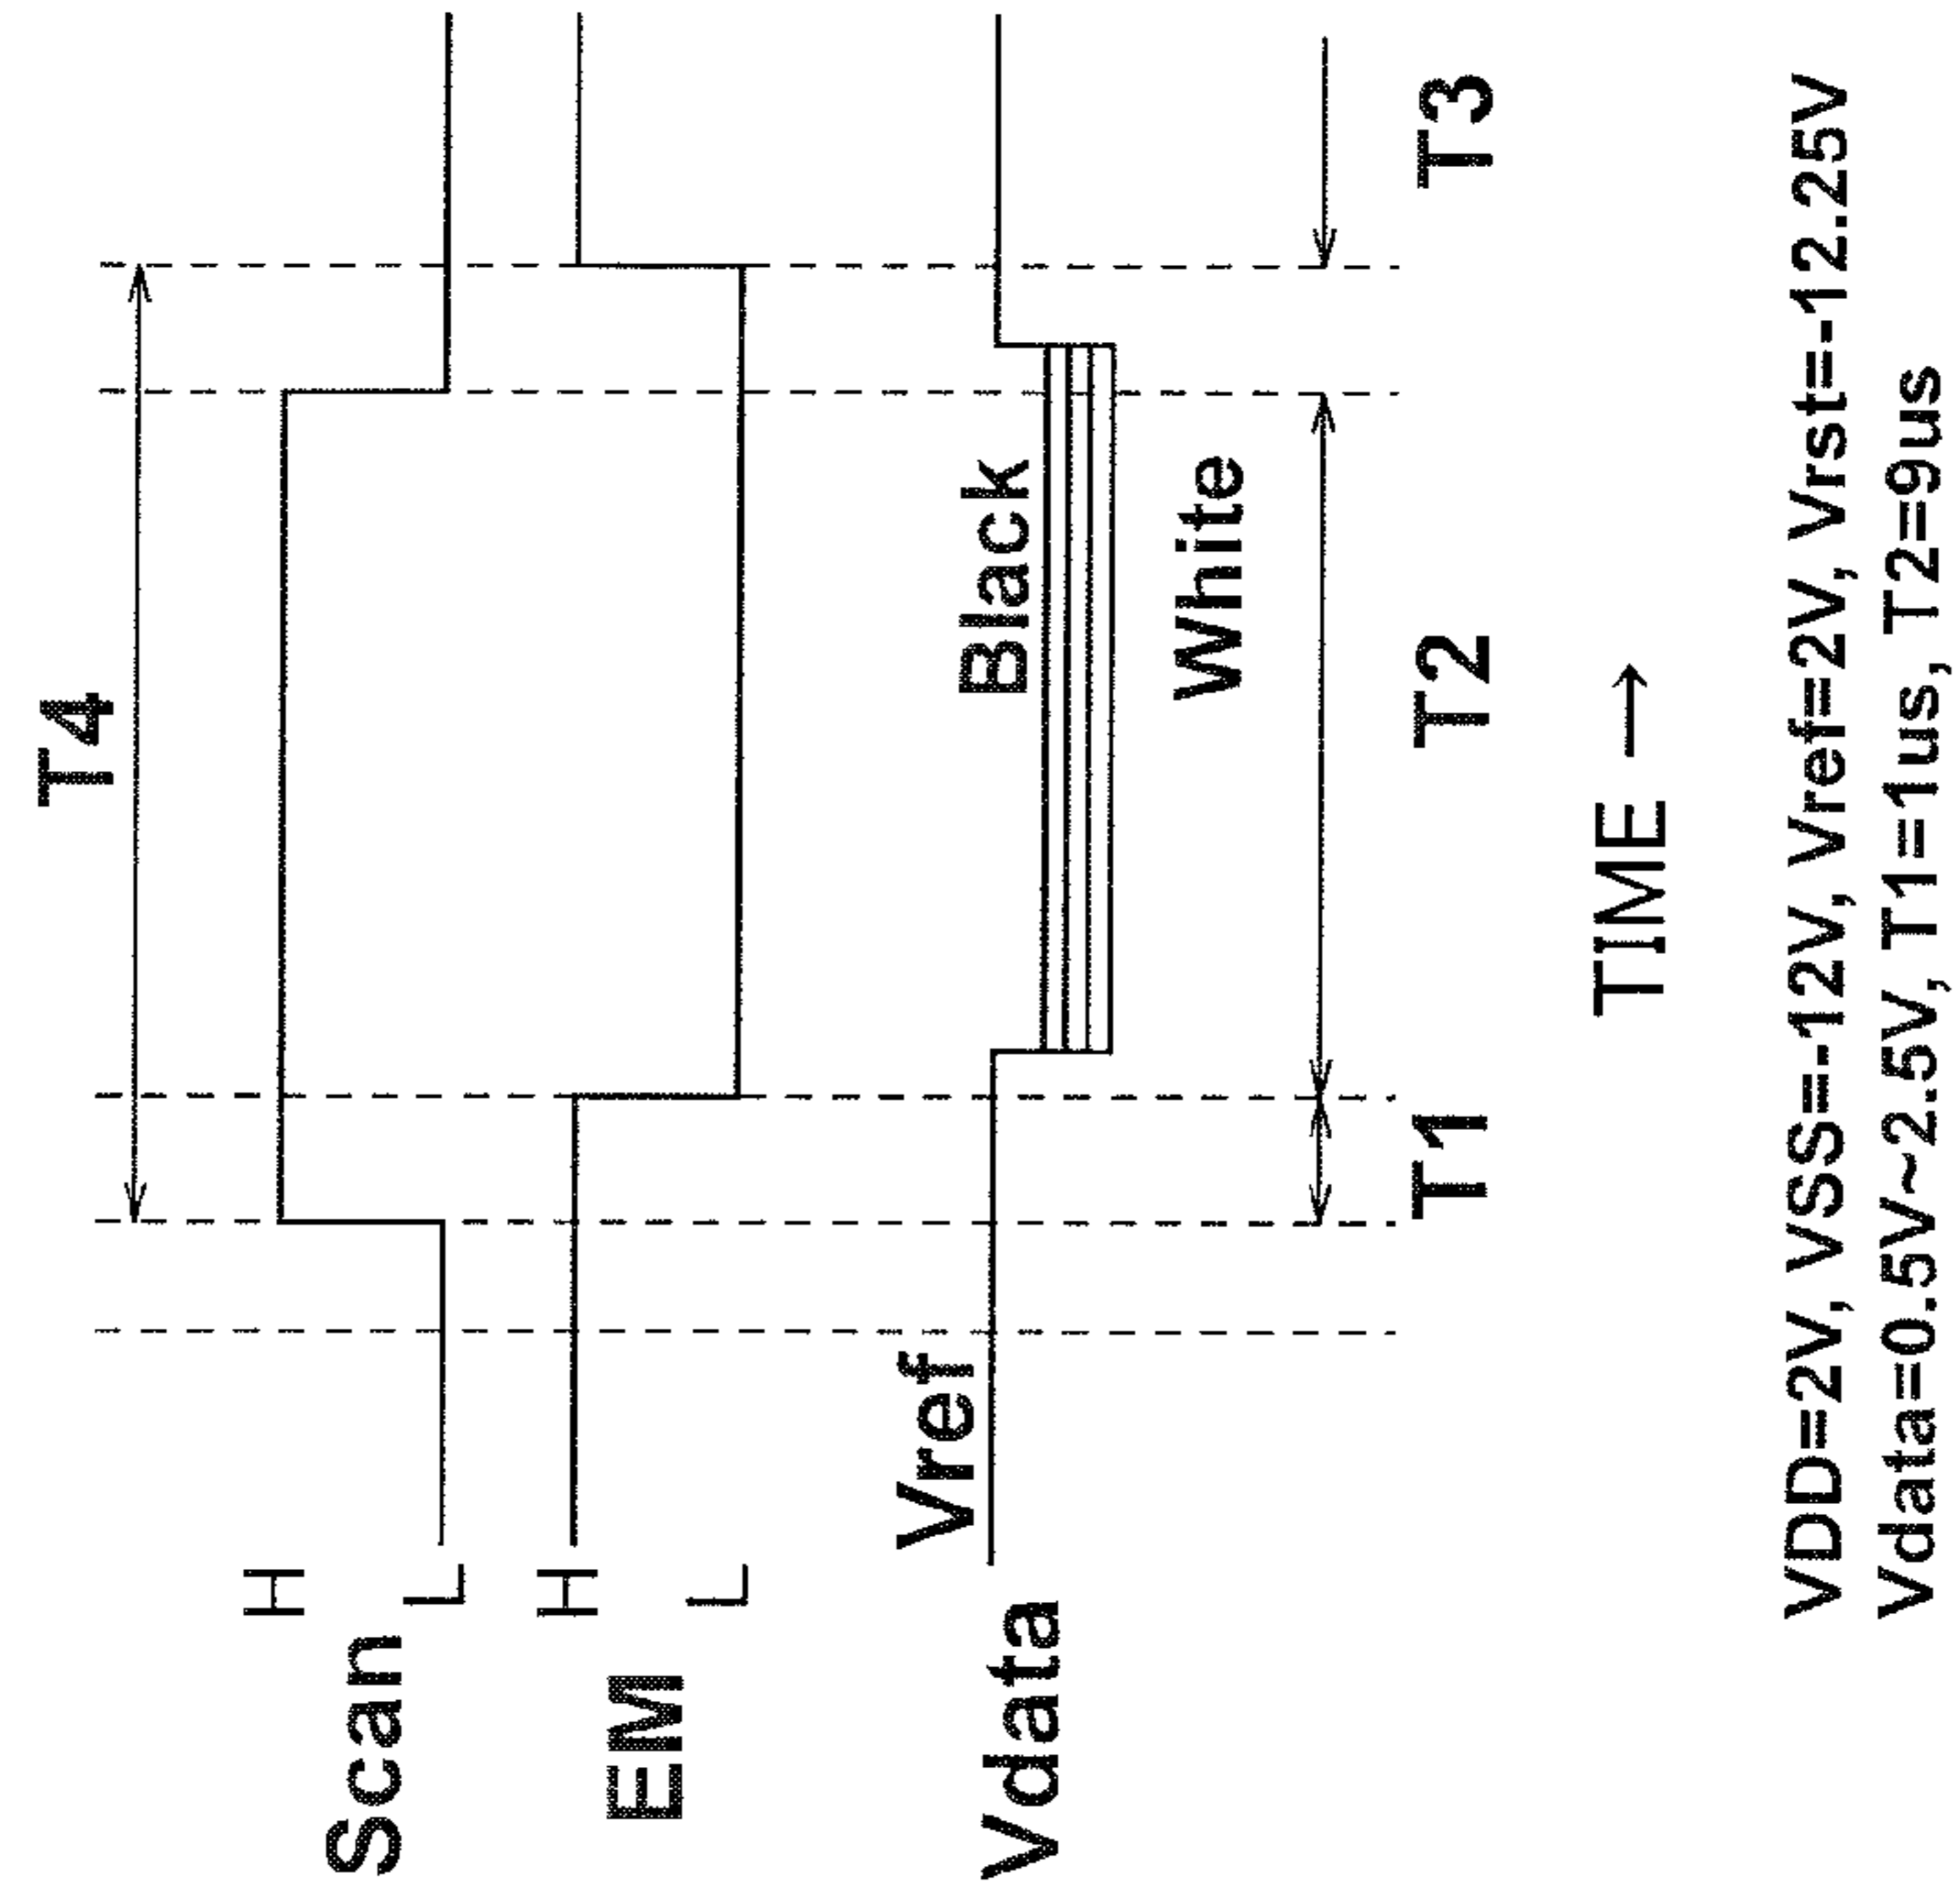 T4
H
Scan
L
H
EM
L
Vref
Black
Vdata
White
T1
T2
T3
TIME →
VDD=2V, VSS=-12V, Vref=2V, Vrst=-12.25V
Vdata=0.5V~2.5V, T1=1us, T2=9us